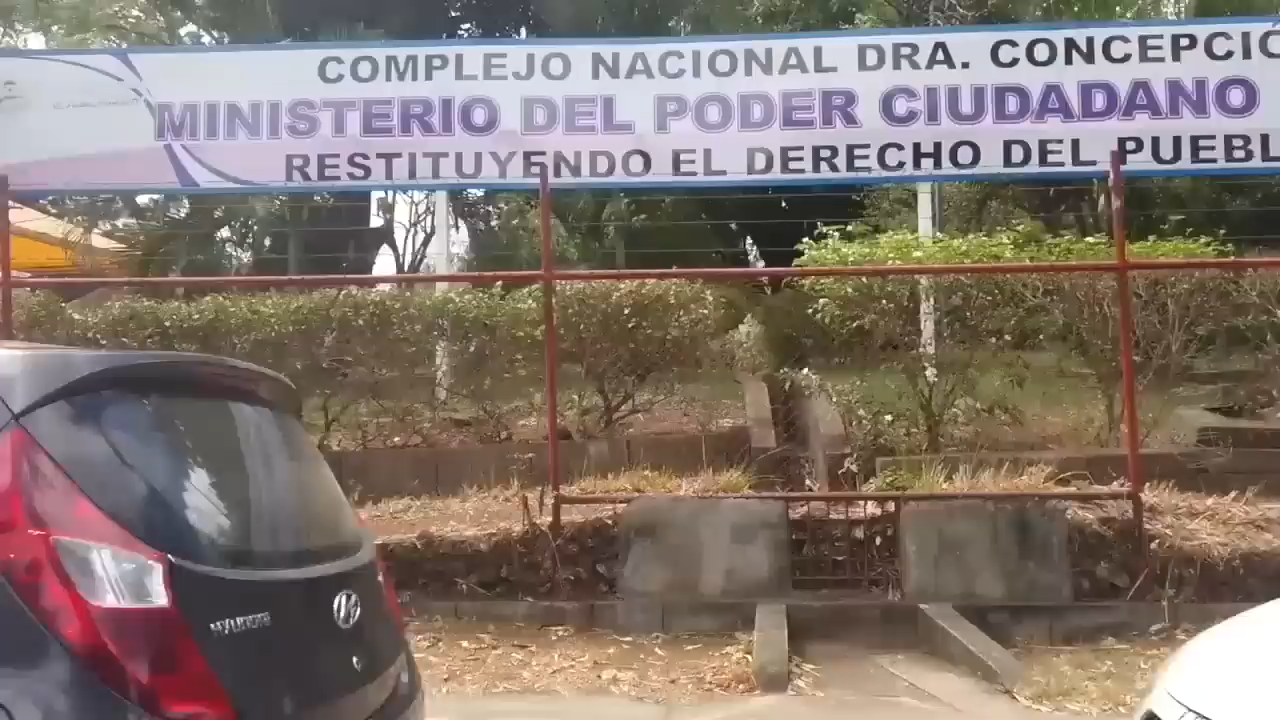 COMPLEJO NACIONAL DRA. CONCEPCIÓ
MINISTERIO DEL PODER CIUDADANO
RESTITUYENDO EL DERECHO DEL PUEBL
HYUNDAI